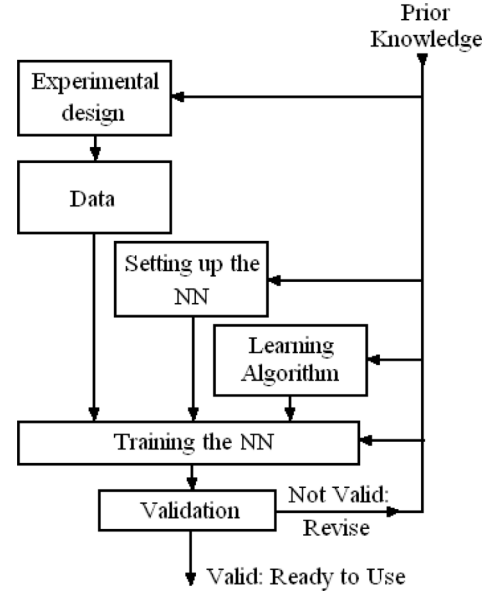 Prior
Knowledge
Experimental
design
Data
Setting up the
NN
Learning
Algorithm
Training the NN
Validation
Not Valid:
Revise
Valid: Ready to Use